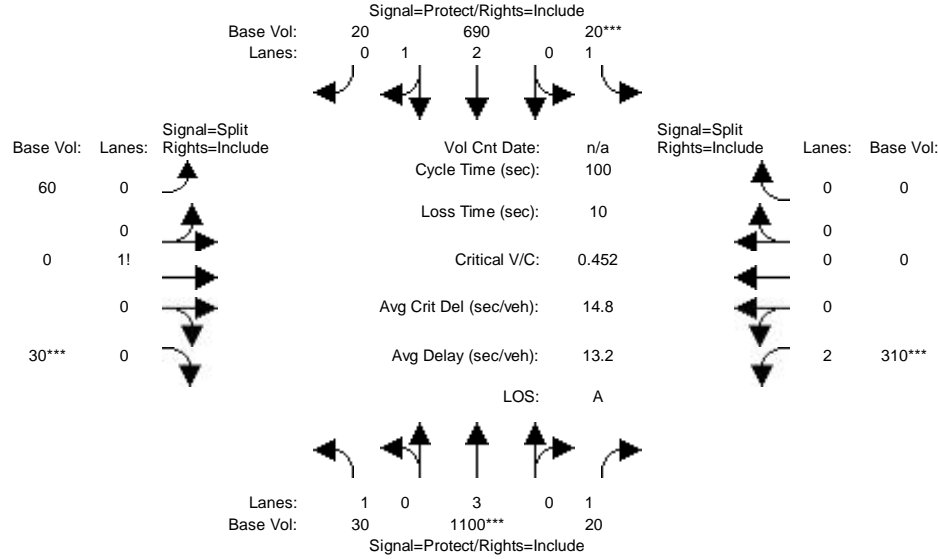 Signal=Protect/Rights=Include
Base Vol: 20 690 20***
Lanes: 0 1 2 0 1
Signal=Split
Base Vol: Lanes: Rights=Include
Vol Cnt Date: n/a
Signal=Split
Rights=Include Lanes: Base Vol:
Cycle Time (sec): 100
60 0
0 0
Loss Time (sec): 10
0
0
0 1!
Critical V/C: 0.452
0 0
0
Avg Crit Del (sec/veh): 14.8
0
30*** 0
Avg Delay (sec/veh): 13.2
2 310***
LOS: A
Lanes: 1 0 3 0 1
Base Vol: 30 1100*** 20
Signal=Protect/Rights=Include